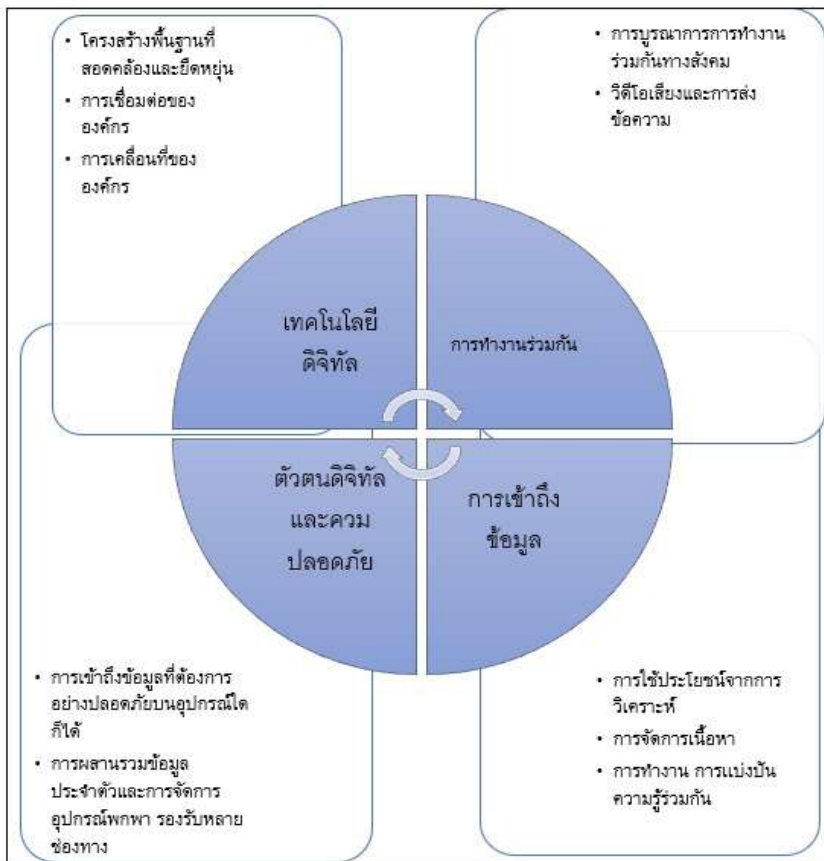 • โครงสร้างพื้นฐานที่
สอดคล้องและยืดหยุ่น
• การเชื่อมต่อของ
องค์กร
• การเคลื่อนที่ของ
องค์กร
• การบูรณาการการทำงาน
ร่วมกันทางสังคม
• วิดีโอเสียงและการส่ง
ข้อความ
เทคโนโลยี
ดิจิทัล
การทำงานร่วมกัน
ตัวตนดิจิทัล
และความ
ปลอดภัย
การเข้าถึง
ข้อมูล
• การเข้าถึงข้อมูลที่ต้องการ
อย่างปลอดภัยบนอุปกรณ์ใด
ก็ได้
• การผสานรวมข้อมูล
ประจำตัวและการจัดการ
อุปกรณ์พกพา รองรับหลาย
ช่องทาง
• การใช้ประโยชน์จากการ
วิเคราะห์
• การจัดการเนื้อหา
• การทำงาน การแบ่งปัน
ความรู้ร่วมกัน